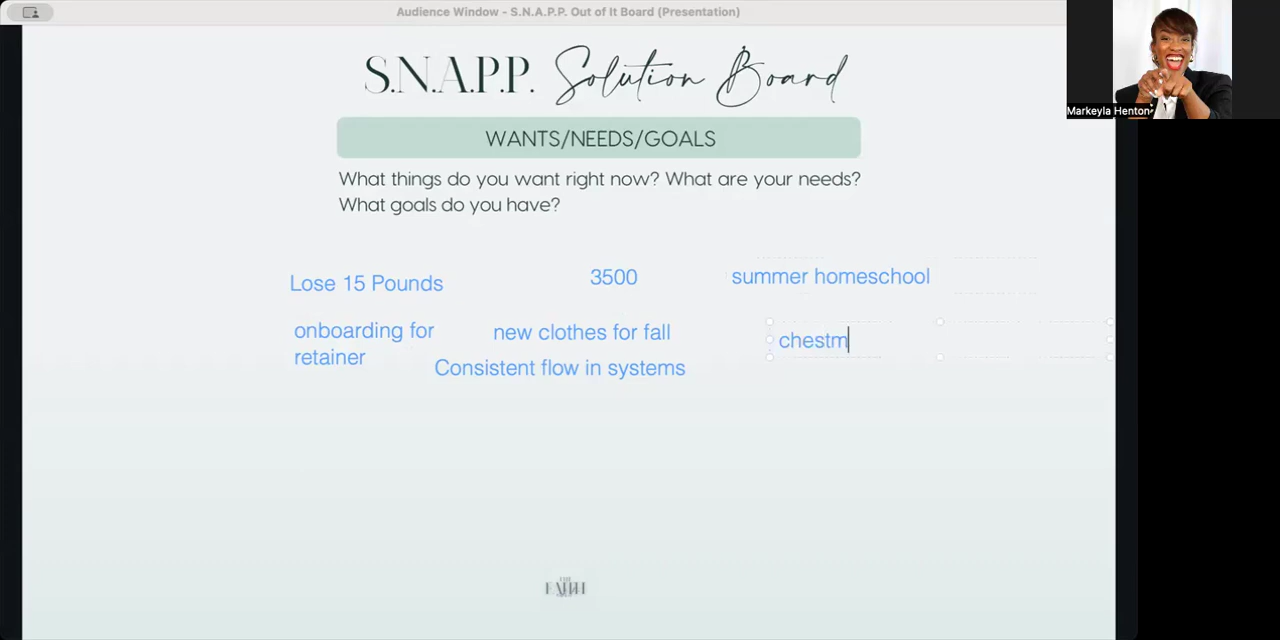 Audience Window - S.N.A.P.P. Out of It Board (Presentation)
S.N.A.P.P. Solution Board
Markeyla Henton
WANTS/NEEDS/GOALS
What things do you want right now? What are your needs?
What goals do you have?
Lose 15 Pounds
3500
summer homeschool
onboarding for
retainer
new clothes for fall
chestm
Consistent flow in systems
FAITH